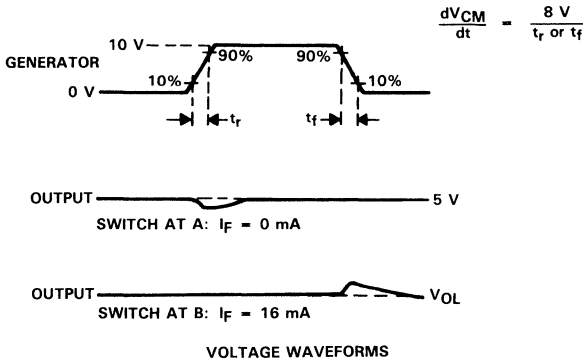 dV_CM/dt = 8 V/t_r or t_f
10 V
GENERATOR
90%
90%
10%
10%
0 V
t_r
t_f
OUTPUT
5 V
SWITCH AT A: I_F = 0 mA
OUTPUT
V_OL
SWITCH AT B: I_F = 16 mA
VOLTAGE WAVEFORMS